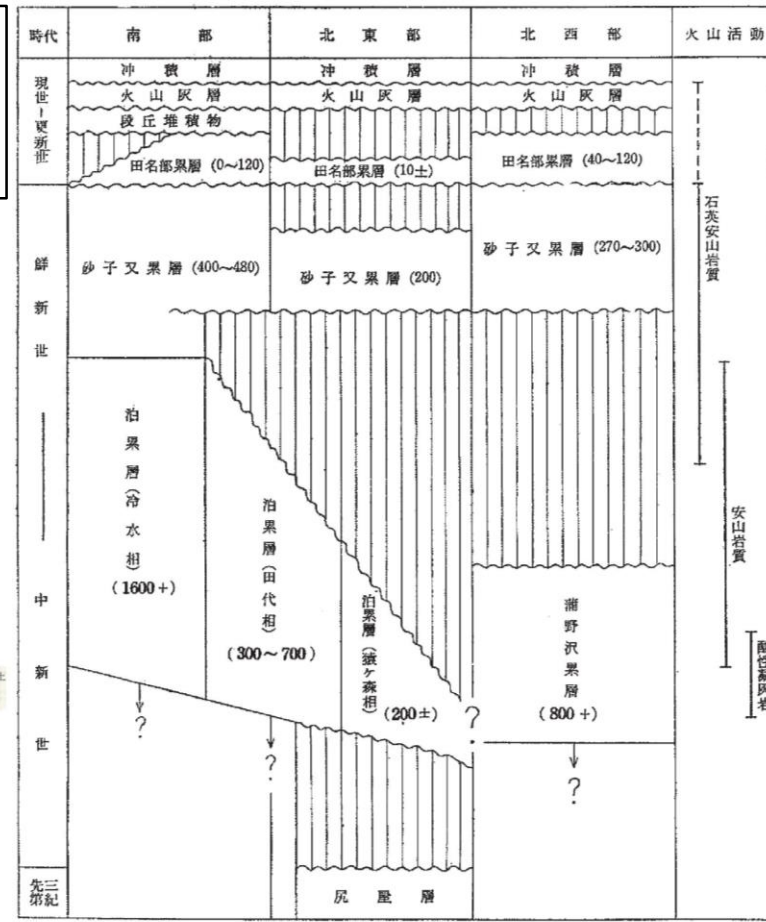 時代
南部
北東部
北西部
火山活動
現世~更新世
沖積層
沖積層
沖積層
火山灰層
火山灰層
火山灰層
段丘堆積物
田名部累層 (0~120)
田名部累層 (10±)
田名部累層 (40~120)
鮮新世
砂子又累層 (400~480)
砂子又累層 (200)
砂子又累層 (270~300)
石英安山岩質
中新世
泊累層(冷水相)
(1600+)
泊累層(田代相)
(300~700)
泊累層(猿ケ森相)
(200±)
蒲野沢累層
(800+)
安山岩質
酸性凝灰岩
?
?
?
?
先第三紀
尻屋層